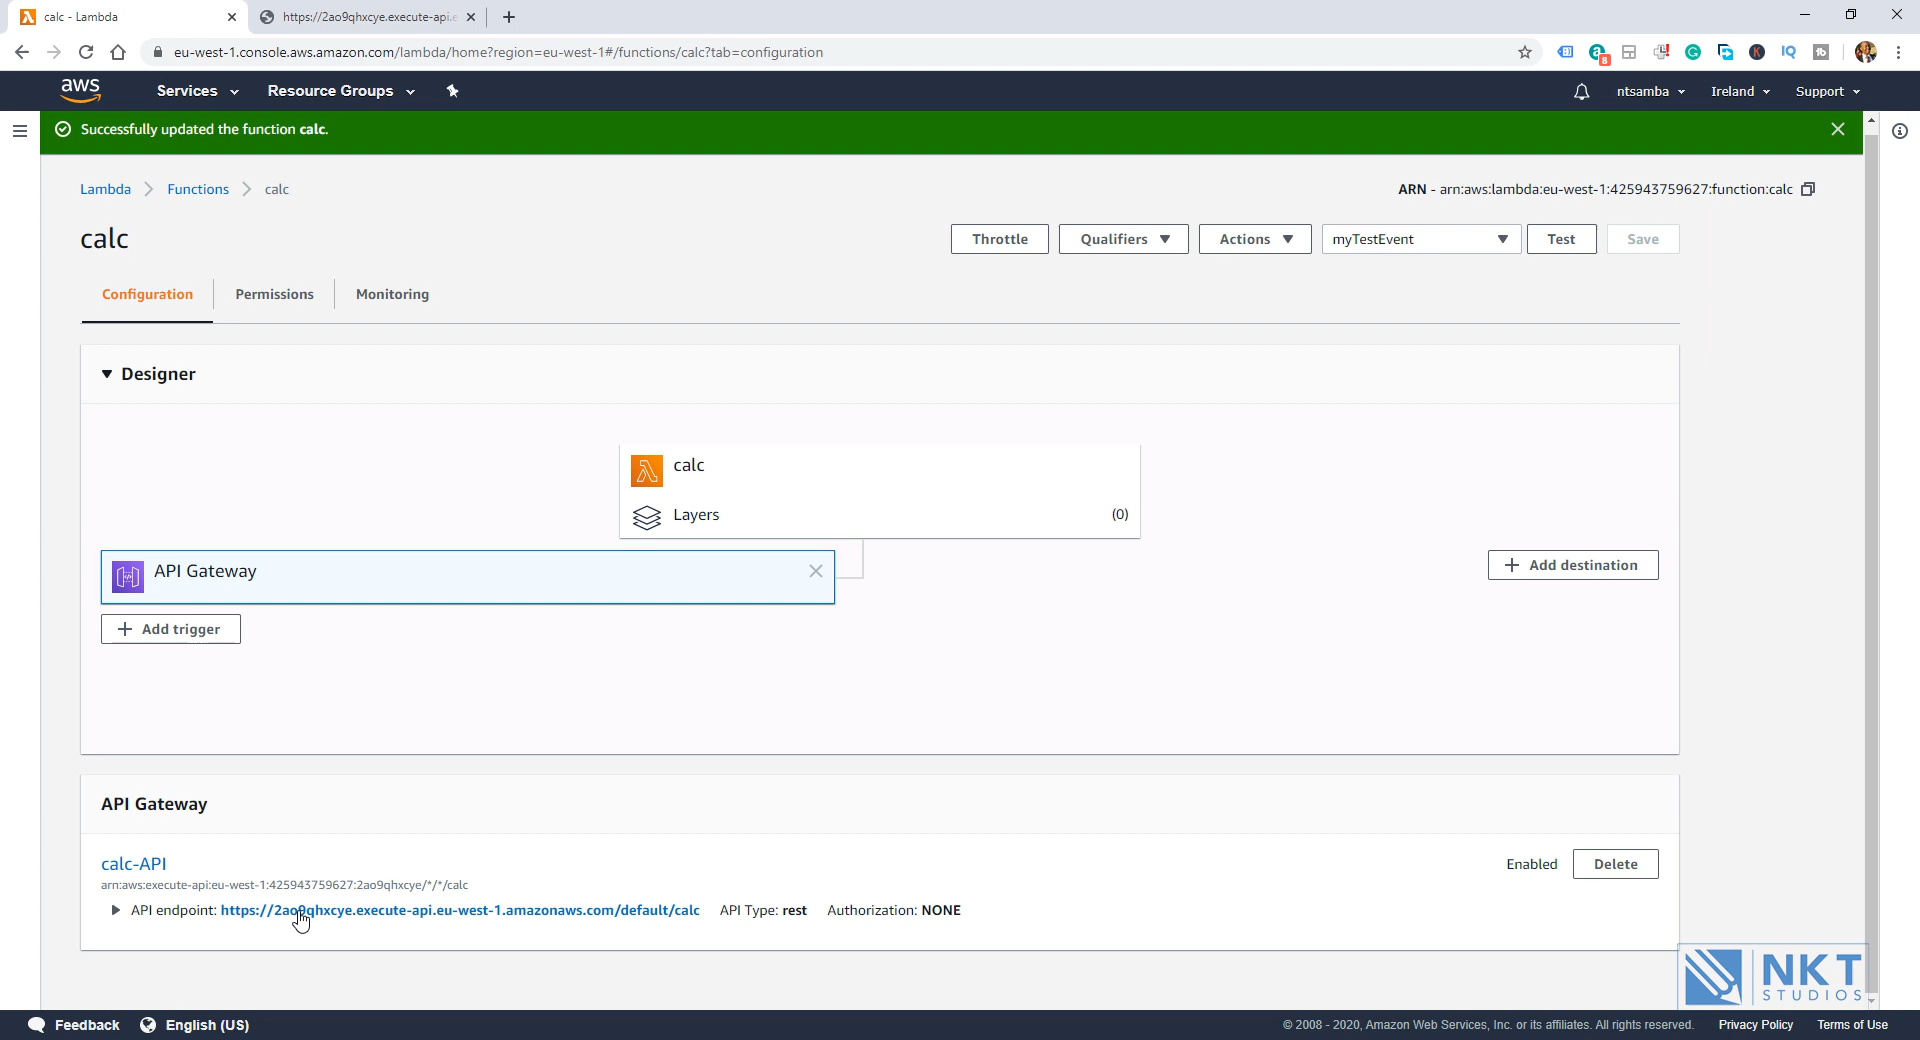 calc - Lambda
https://2ao9qhxcye.execute-api.e
eu-west-1.console.aws.amazon.com/lambda/home?region=eu-west-1#/functions/calc?tab=configuration
8
K
IQ
tb
aws
Services
Resource Groups
ntsamba
Ireland
Support
Successfully updated the function calc.
Lambda
Functions
calc
ARN - arn:aws:lambda:eu-west-1:425943759627:function:calc
calc
Throttle
Qualifiers
Actions
myTestEvent
Test
Save
Configuration
Permissions
Monitoring
Designer
calc
Layers
(0)
API Gateway
Add destination
Add trigger
API Gateway
calc-API
Enabled
Delete
arn:aws:execute-api:eu-west-1:425943759627:2ao9qhxcye/*/*/calc
API endpoint: https://2ao9qhxcye.execute-api.eu-west-1.amazonaws.com/default/calc API Type: rest Authorization: NONE
NKT
STUDIOS
Feedback
English (US)
© 2008 - 2020, Amazon Web Services, Inc. or its affiliates. All rights reserved.
Privacy Policy
Terms of Use